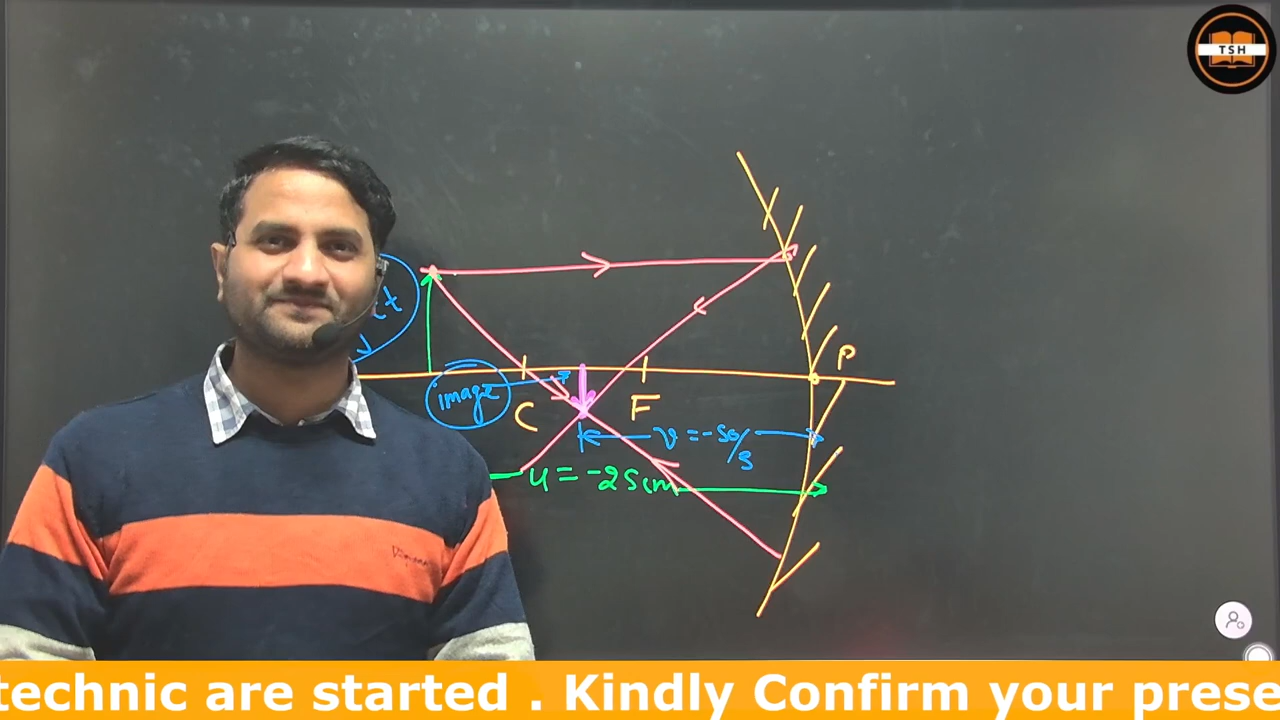 TSH
P
image
C
F
v = -50/3
u = -25cm
technic are started . Kindly Confirm your prese